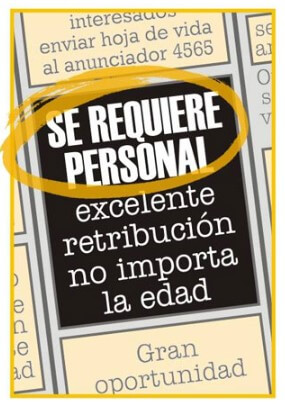 interesados
enviar hoja de vida
al anunciador 4565
SE REQUIERE
PERSONAL
excelente
retribución
no importa
la edad
Gran
oportunidad